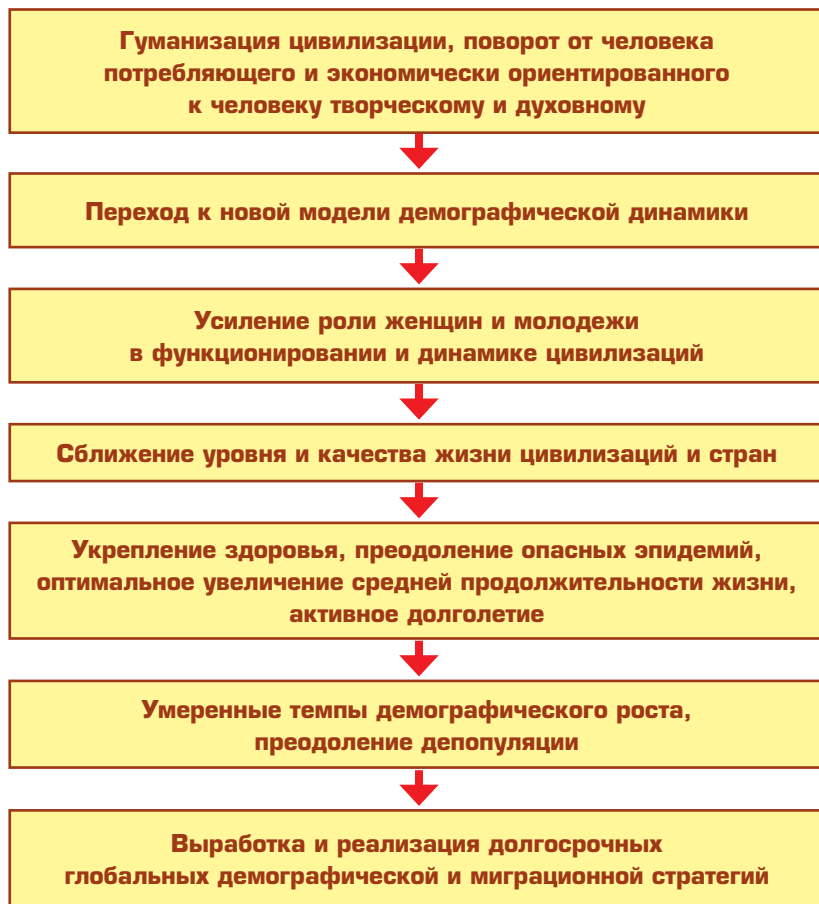 Гуманизация цивилизации, поворот от человека
потребляющего и экономически ориентированного
к человеку творческому и духовному
Переход к новой модели демографической динамики
Усиление роли женщин и молодежи
в функционировании и динамике цивилизаций
Сближение уровня и качества жизни цивилизаций и стран
Укрепление здоровья, преодоление опасных эпидемий,
оптимальное увеличение средней продолжительности жизни,
активное долголетие
Умеренные темпы демографического роста,
преодоление депопуляции
Выработка и реализация долгосрочных
глобальных демографической и миграционной стратегий